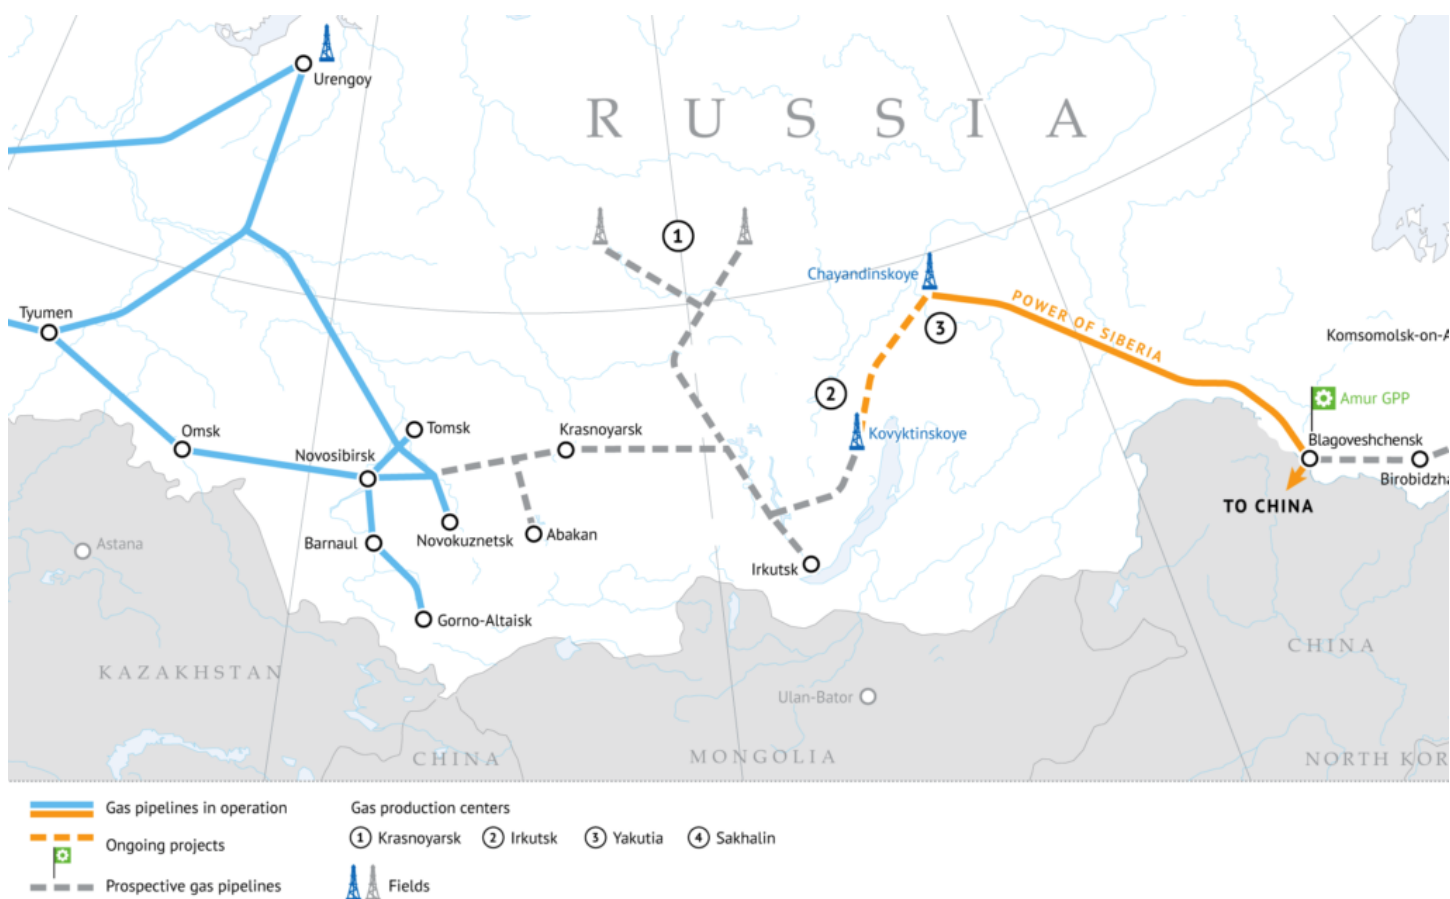 Urengoy
RUSSIA
1
Chayandinskoye
POWER OF SIBERIA
Tyumen
3
Komsomolsk-on-A
2
Amur GPP
Omsk
Tomsk
Krasnoyarsk
Kovyktinskoye
Blagoveshchensk
Novosibirsk
Birobidzha
TO CHINA
Astana
Barnaul
Novokuznetsk
Abakan
Irkutsk
Gorno-Altaisk
CHINA
KAZAKHSTAN
Ulan-Bator
CHINA
MONGOLIA
NORTH KOR
Gas pipelines in operation
Ongoing projects
Prospective gas pipelines
Gas production centers
1 Krasnoyarsk 2 Irkutsk 3 Yakutia 4 Sakhalin
Fields